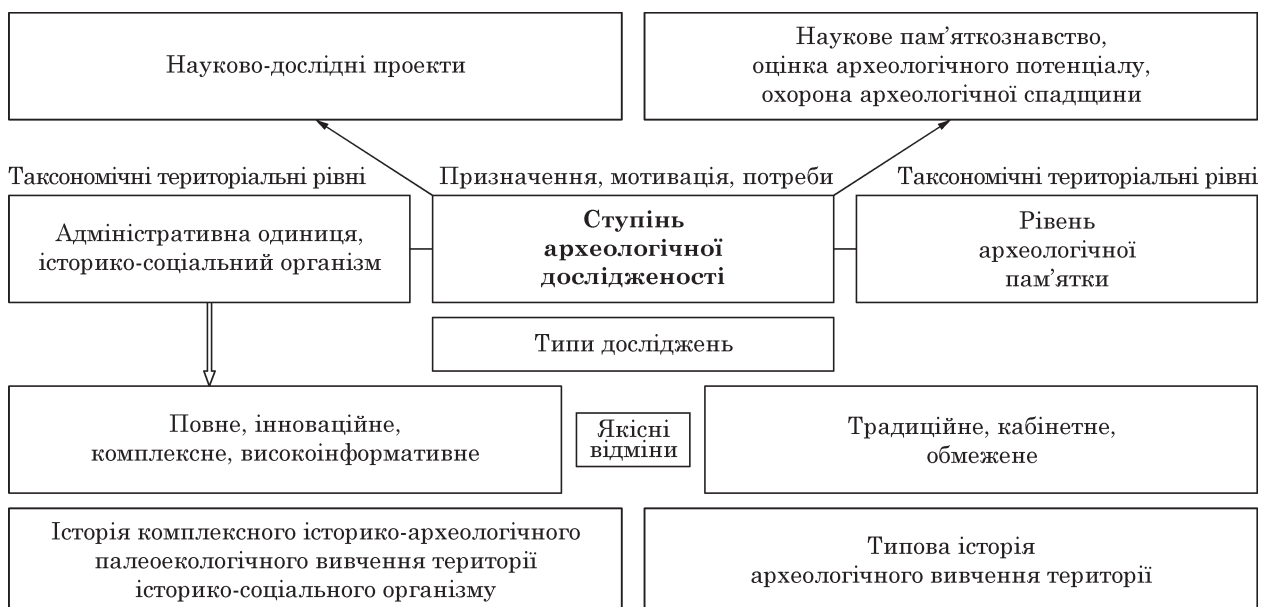 Науково-дослідні проекти
Наукове пам’яткознавство,
оцінка археологічного потенціалу,
охорона археологічної спадщини
Таксономічні територіальні рівні
Призначення, мотивація, потреби
Таксономічні територіальні рівні
Адміністративна одиниця,
історико-соціальний організм
Ступінь
археологічної
дослідженості
Рівень
археологічної
пам’ятки
Типи досліджень
Повне, інноваційне,
комплексне, високоінформативне
Якісні
відміни
Традиційне, кабінетне,
обмежене
Історія комплексного історико-археологічного
палеоекологічного вивчення території
історико-соціального організму
Типова історія
археологічного вивчення території